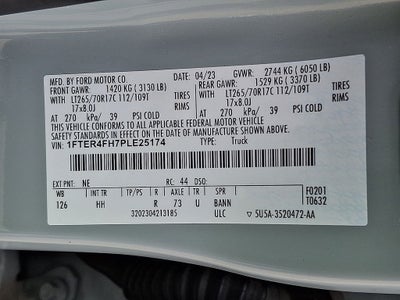 MFD. BY FORD MOTOR CO.
04/23 GVWR: 2744 KG ( 6050 LB)
FRONT GAWR: 1420 KG ( 3130 LB) REAR GAWR: 1529 KG ( 3370 LB)
WITH LT265/70R17C 112/109T WITH LT265/70R17C 112/109T
TIRES 17x8.0J TIRES 17x8.0J
RIMS RIMS
AT 270 kPa/ 39 PSI COLD AT 270 kPa/ 39 PSI COLD
THIS VEHICLE CONFORMS TO ALL APPLICABLE FEDERAL MOTOR VEHICLE
SAFETY STANDARDS IN EFFECT ON THE DATE OF MANUFACTURE SHOWN ABOVE.
VIN: 1FTER4FH7PLE25174 TYPE: Truck
EXT PNT: NE RC: 44 DSO: F0201
WB INT TR TP/PS R AXLE TR SPR T0632
126 HH R 73 U BANN
3202304213185 ULC ▽ 5U5A-3520472-AA